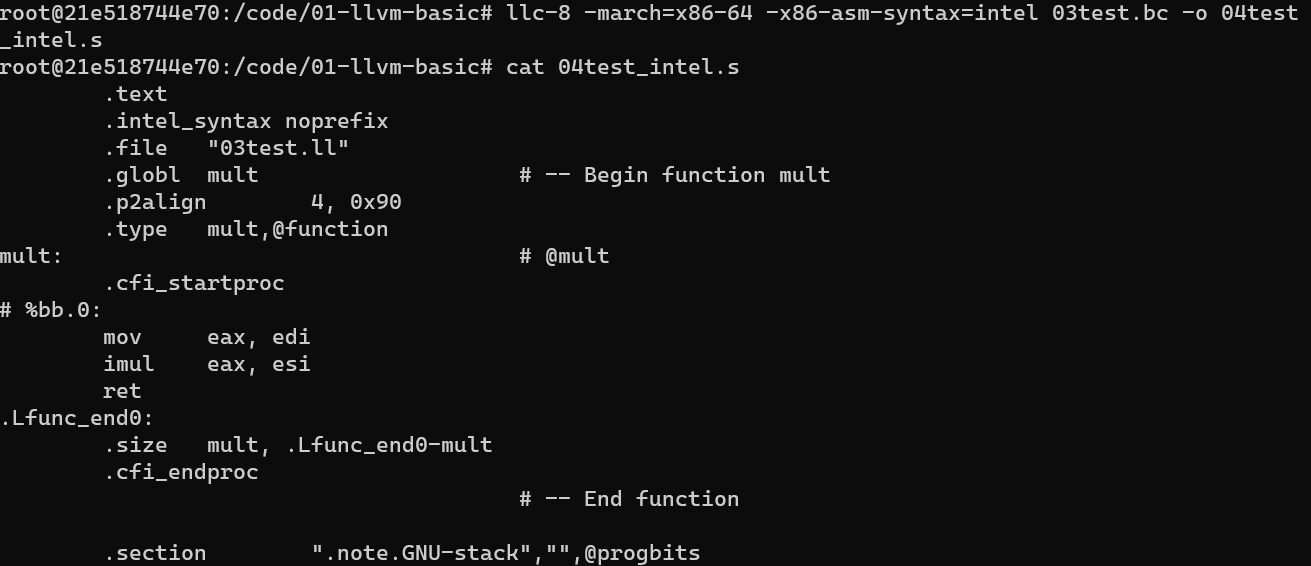 root@21e518744e70:/code/01-llvm-basic# llc-8 -march=x86-64 -x86-asm-syntax=intel 03test.bc -o 04test
_intel.s
root@21e518744e70:/code/01-llvm-basic# cat 04test_intel.s
        .text
        .intel_syntax noprefix
        .file   "03test.ll"
        .globl  mult                    # -- Begin function mult
        .p2align        4, 0x90
        .type   mult,@function
mult:                                   # @mult
        .cfi_startproc
# %bb.0:
        mov     eax, edi
        imul    eax, esi
        ret
.Lfunc_end0:
        .size   mult, .Lfunc_end0-mult
        .cfi_endproc
                                        # -- End function
        .section        ".note.GNU-stack","",@progbits